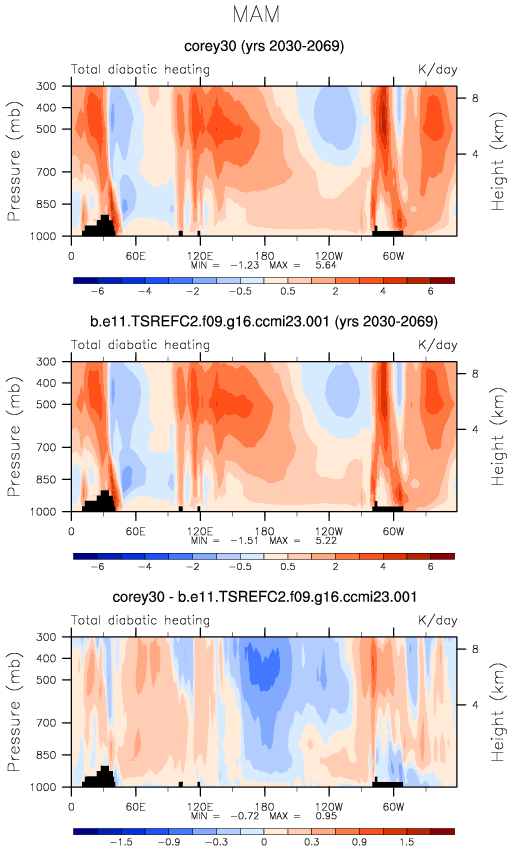 MAM
corey30 (yrs 2030-2069)
Total diabatic heating K/day
Pressure (mb)
300
400
500
700
850
1000
8
4
Height (km)
0 60E 120E 180 120W 60W
MIN = -1.23 MAX = 5.64
-6 -4 -2 -0.5 0.5 2 4 6
b.e11.TSREFC2.f09.g16.ccmi23.001 (yrs 2030-2069)
Total diabatic heating K/day
Pressure (mb)
300
400
500
700
850
1000
8
4
Height (km)
0 60E 120E 180 120W 60W
MIN = -1.51 MAX = 5.22
-6 -4 -2 -0.5 0.5 2 4 6
corey30 - b.e11.TSREFC2.f09.g16.ccmi23.001
Total diabatic heating K/day
Pressure (mb)
300
400
500
700
850
1000
8
4
Height (km)
0 60E 120E 180 120W 60W
MIN = -0.72 MAX = 0.95
-1.5 -0.9 -0.3 0 0.3 0.9 1.5